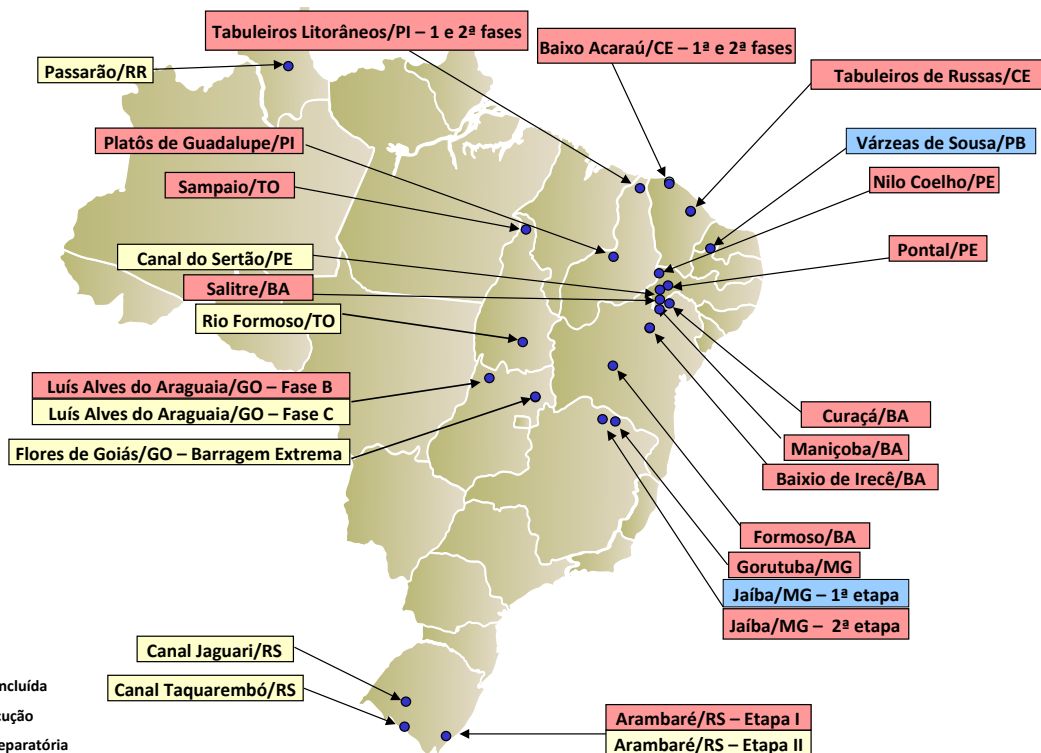 Tabuleiros Litorâneos/PI – 1 e 2ª fases
Baixo Acaraú/CE – 1ª e 2ª fases
Passarão/RR
Tabuleiros de Russas/CE
Platôs de Guadalupe/PI
Várzeas de Sousa/PB
Sampaio/TO
Nilo Coelho/PE
Canal do Sertão/PE
Pontal/PE
Salitre/BA
Rio Formoso/TO
Luís Alves do Araguaia/GO – Fase B
Luís Alves do Araguaia/GO – Fase C
Curaçá/BA
Flores de Goiás/GO – Barragem Extrema
Maniçoba/BA
Baixio de Irecê/BA
Formoso/BA
Gorutuba/MG
Jaíba/MG – 1ª etapa
Jaíba/MG – 2ª etapa
Canal Jaguari/RS
Canal Taquarembó/RS
ncluída
cução
eparatória
Arambaré/RS – Etapa I
Arambaré/RS – Etapa II